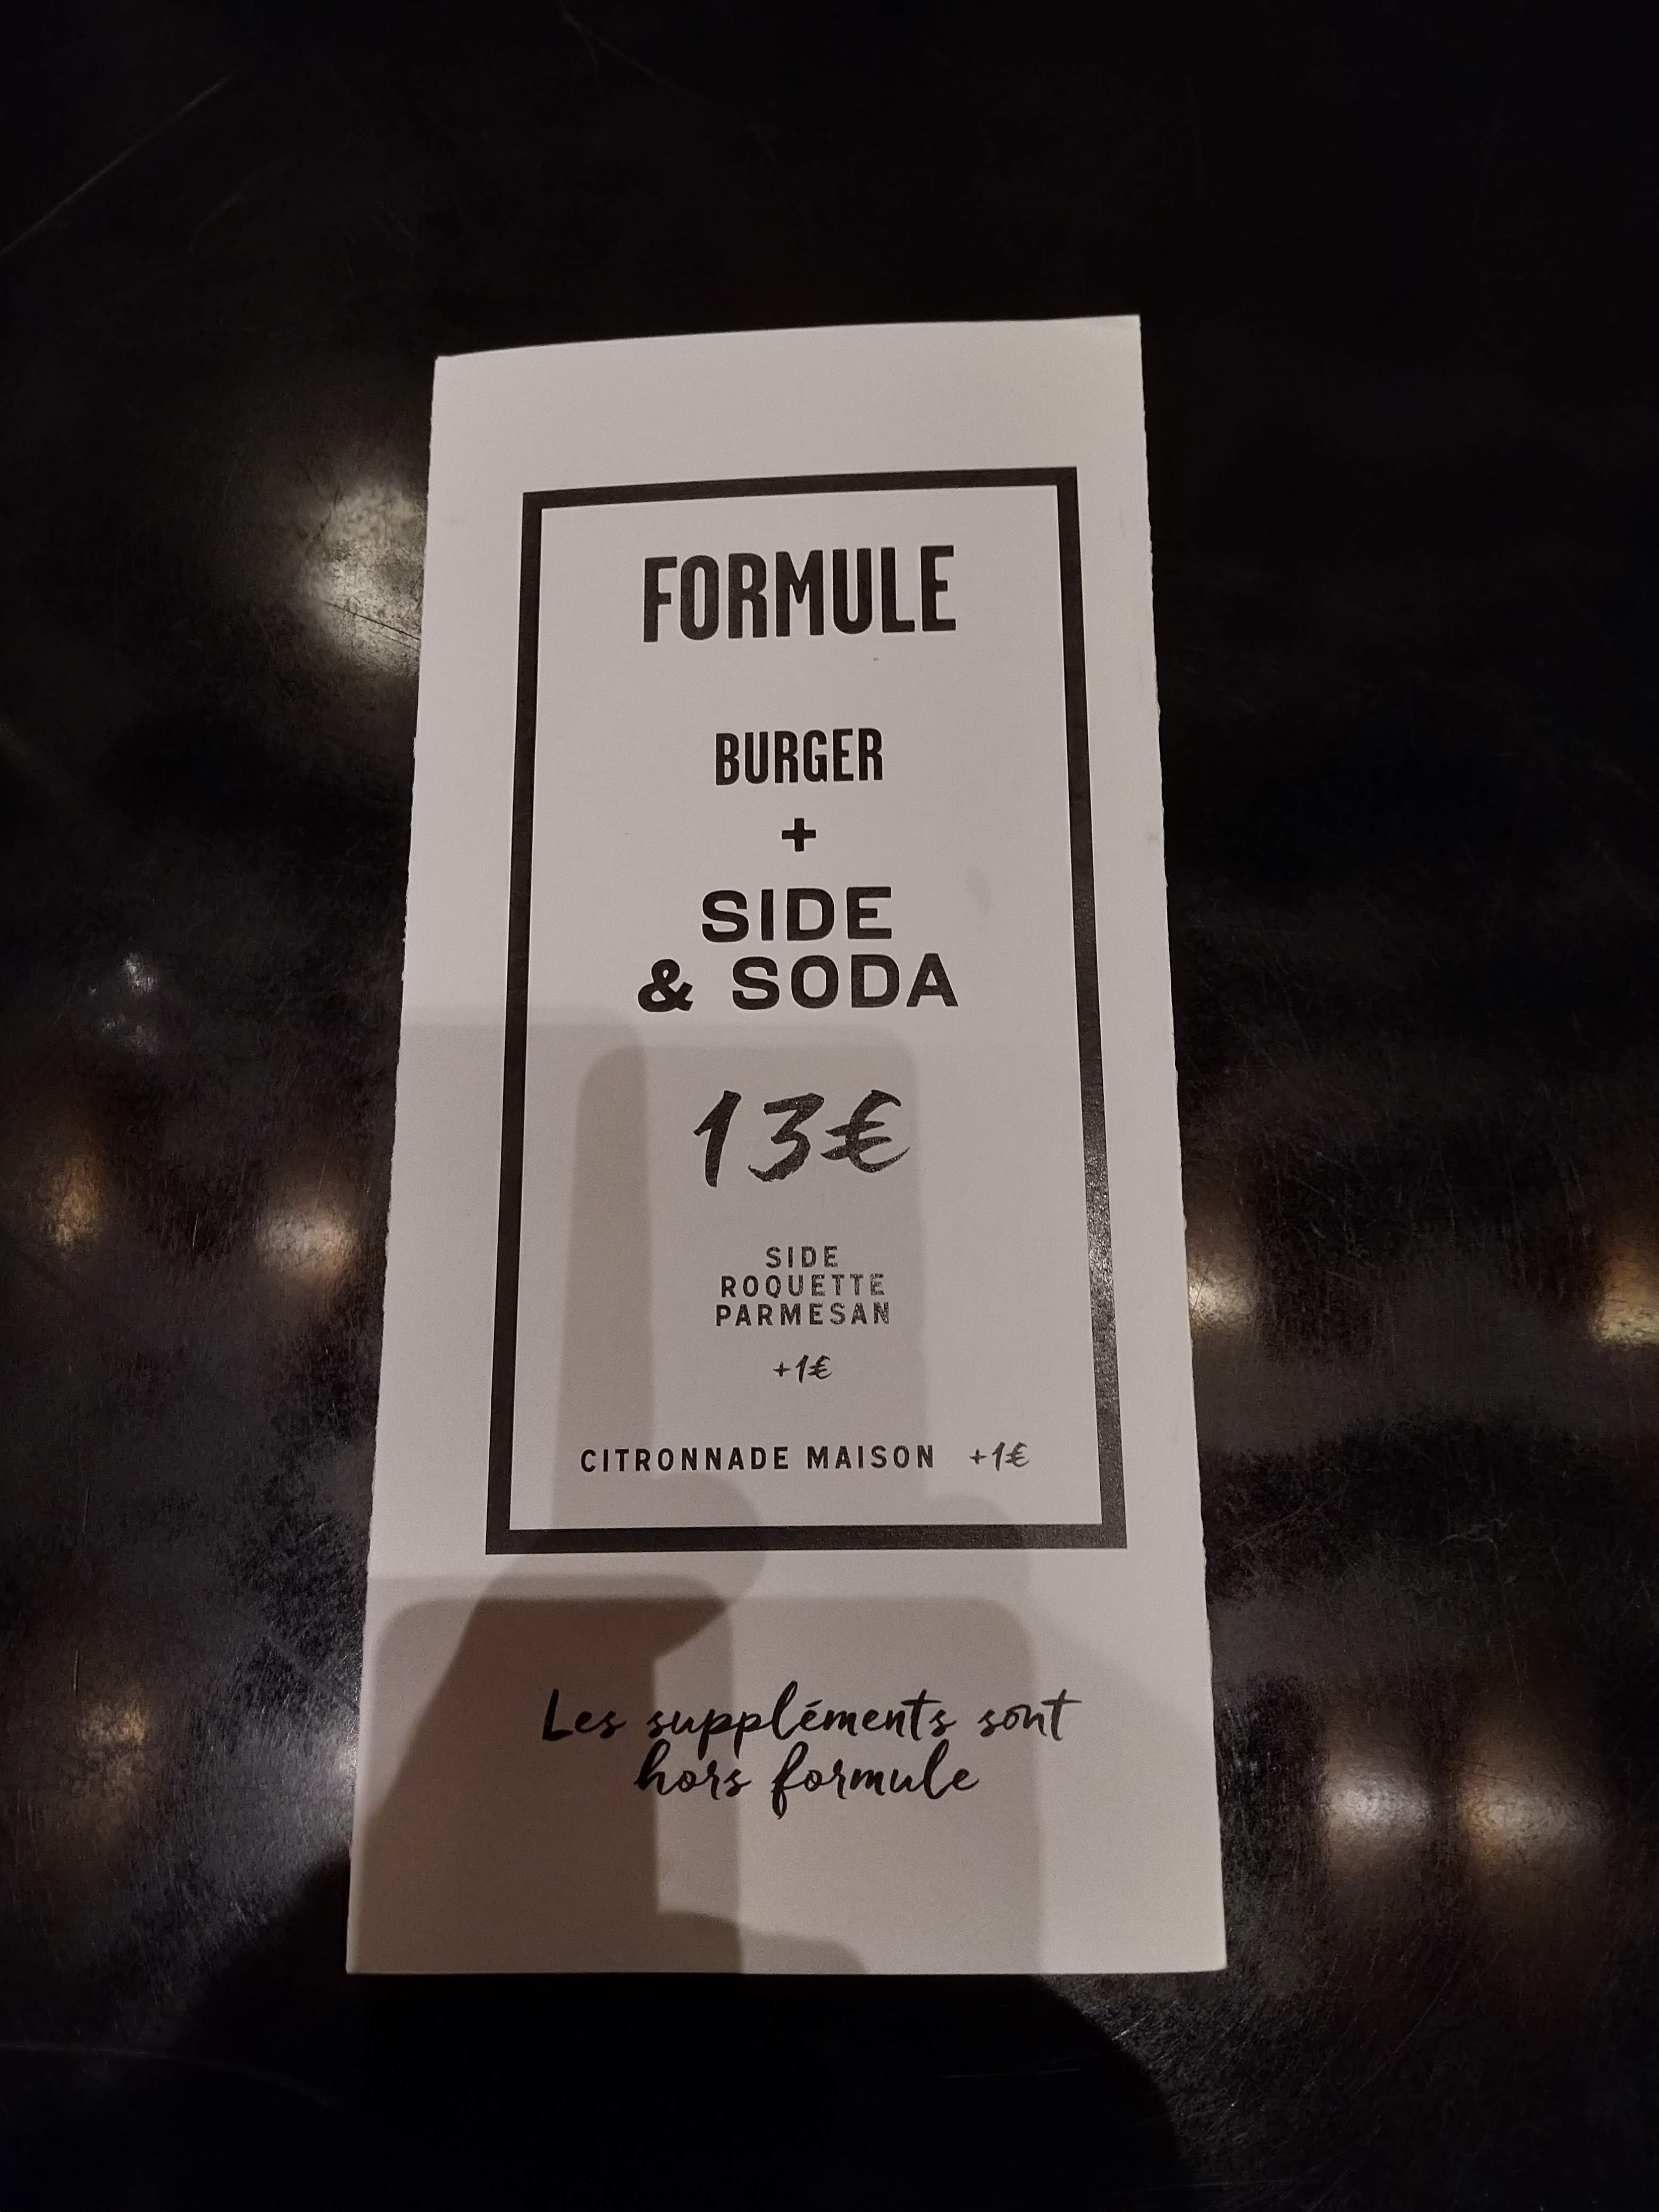 FORMULE
BURGER
+
SIDE
& SODA
13€
SIDE
ROQUETTE
PARMESAN
+1€
CITRONNADE MAISON +1€
Les suppléments sont
hors formule